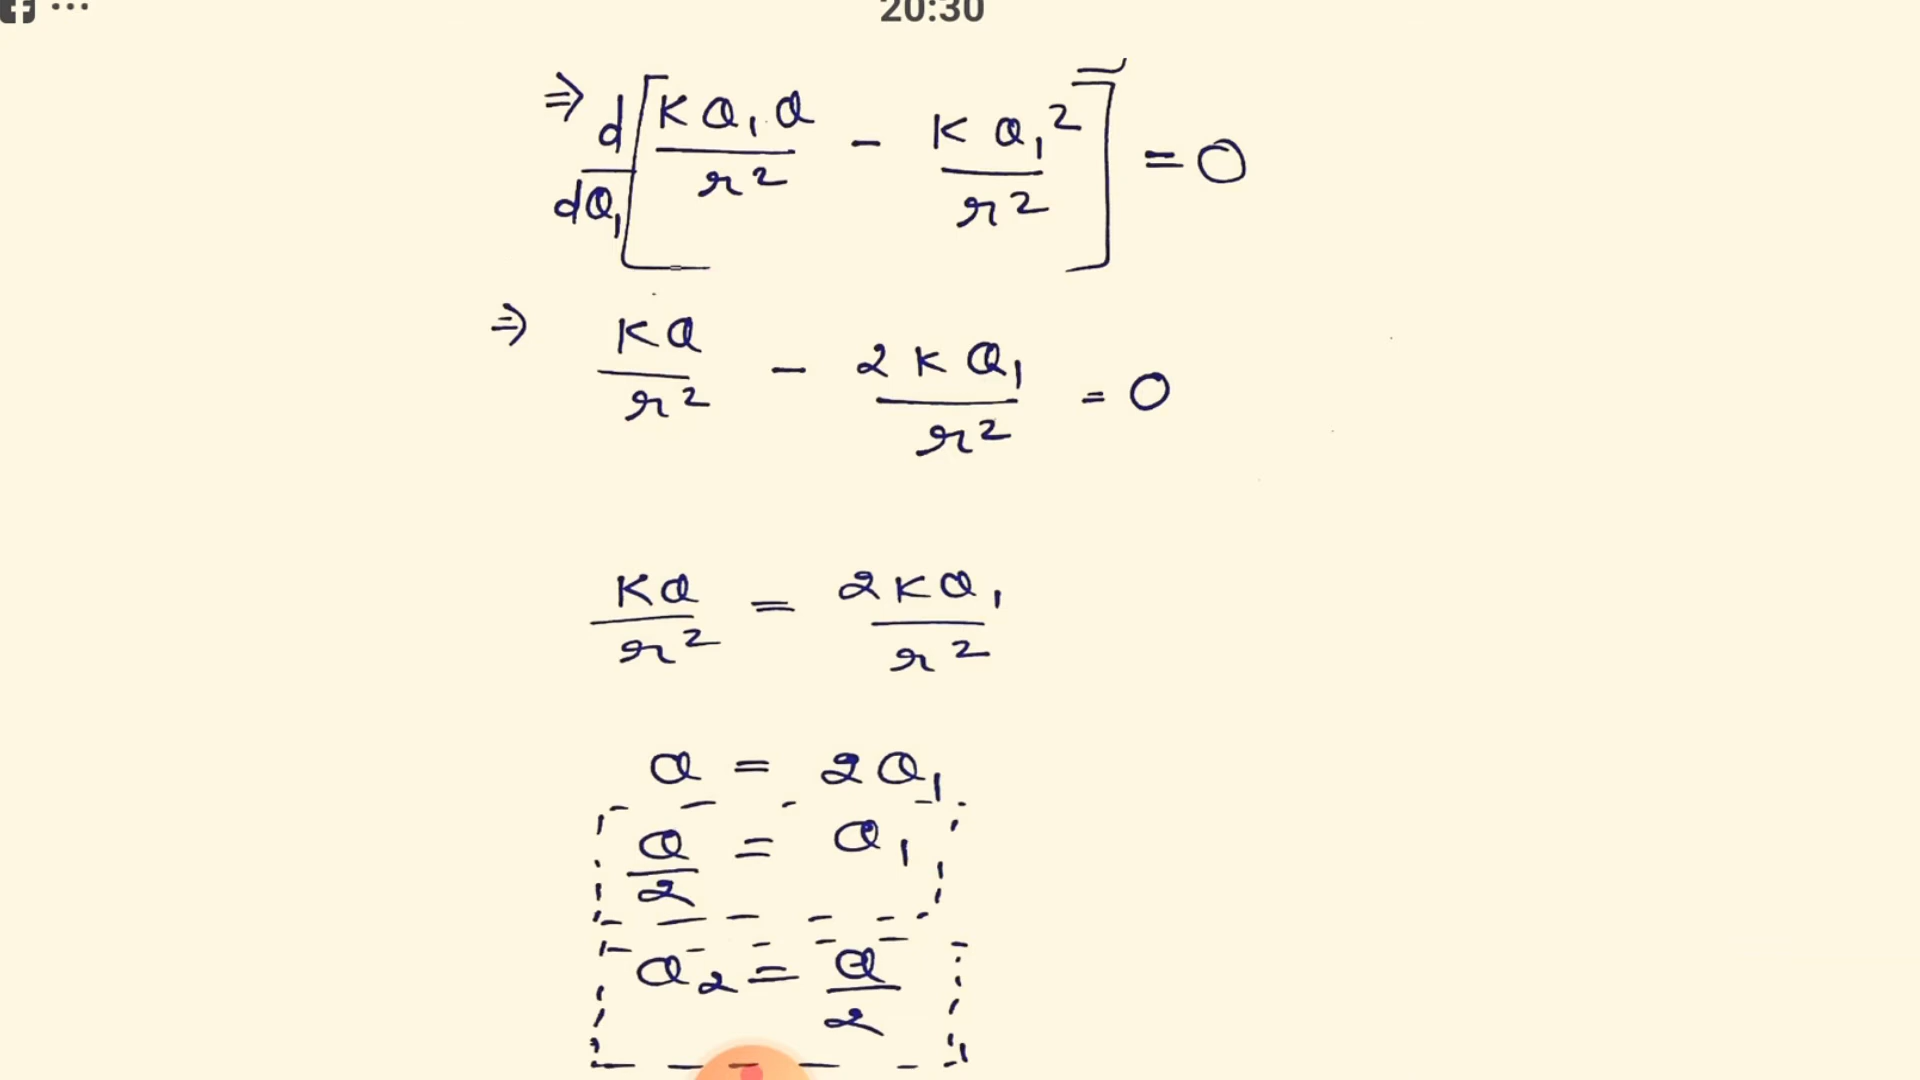 20:30
⇒ d/dQ₁ [KQ₁Q/r² - KQ₁²/r²] = 0
⇒ KQ/r² - 2KQ₁/r² = 0
KQ/r² = 2KQ₁/r²
Q = 2Q₁
Q/2 = Q₁
Q₂ = Q/2